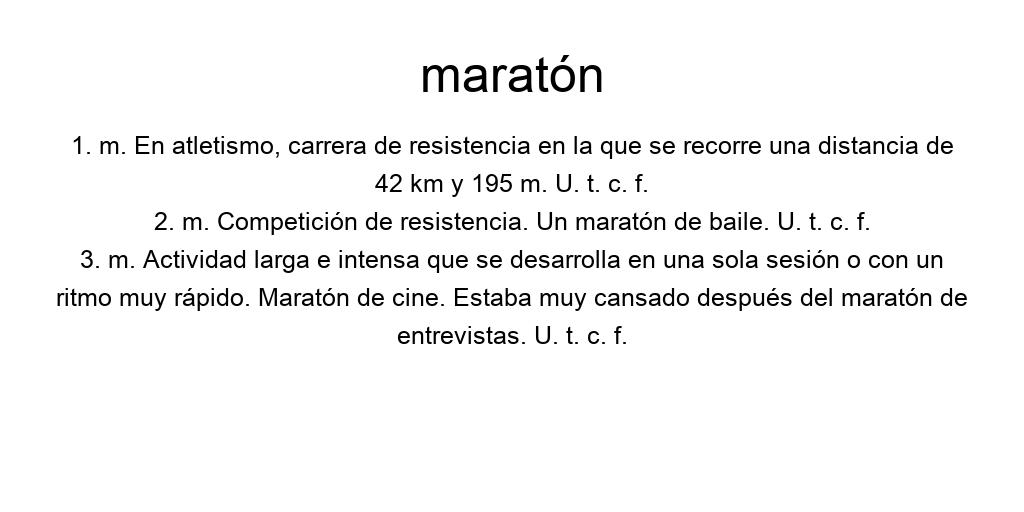 maratón
1. m. En atletismo, carrera de resistencia en la que se recorre una distancia de
42 km y 195 m. U. t. c. f.
2. m. Competición de resistencia. Un maratón de baile. U. t. c. f.
3. m. Actividad larga e intensa que se desarrolla en una sola sesión o con un
ritmo muy rápido. Maratón de cine. Estaba muy cansado después del maratón de
entrevistas. U. t. c. f.